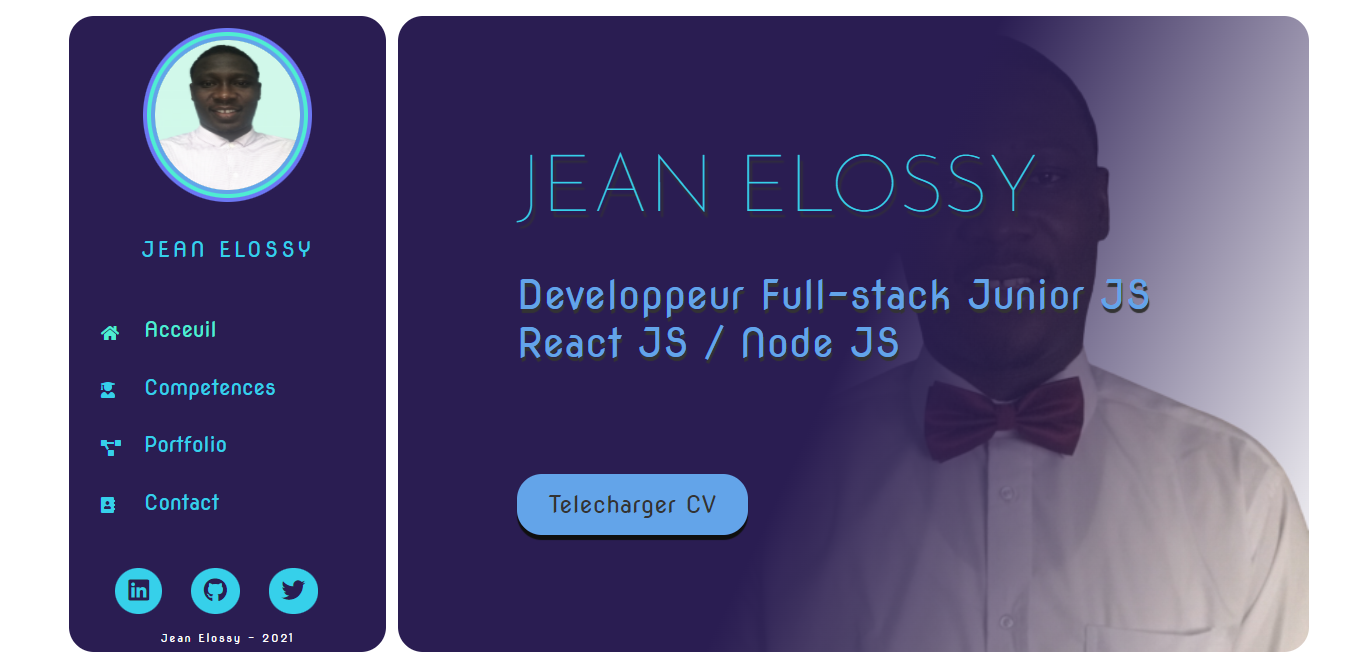 JEAN ELOSSY
Acceuil
Competences
Portfolio
Contact
Jean Elossy - 2021
JEAN ELOSSY
Developpeur Full-stack Junior JS
React JS / Node JS
Telecharger CV